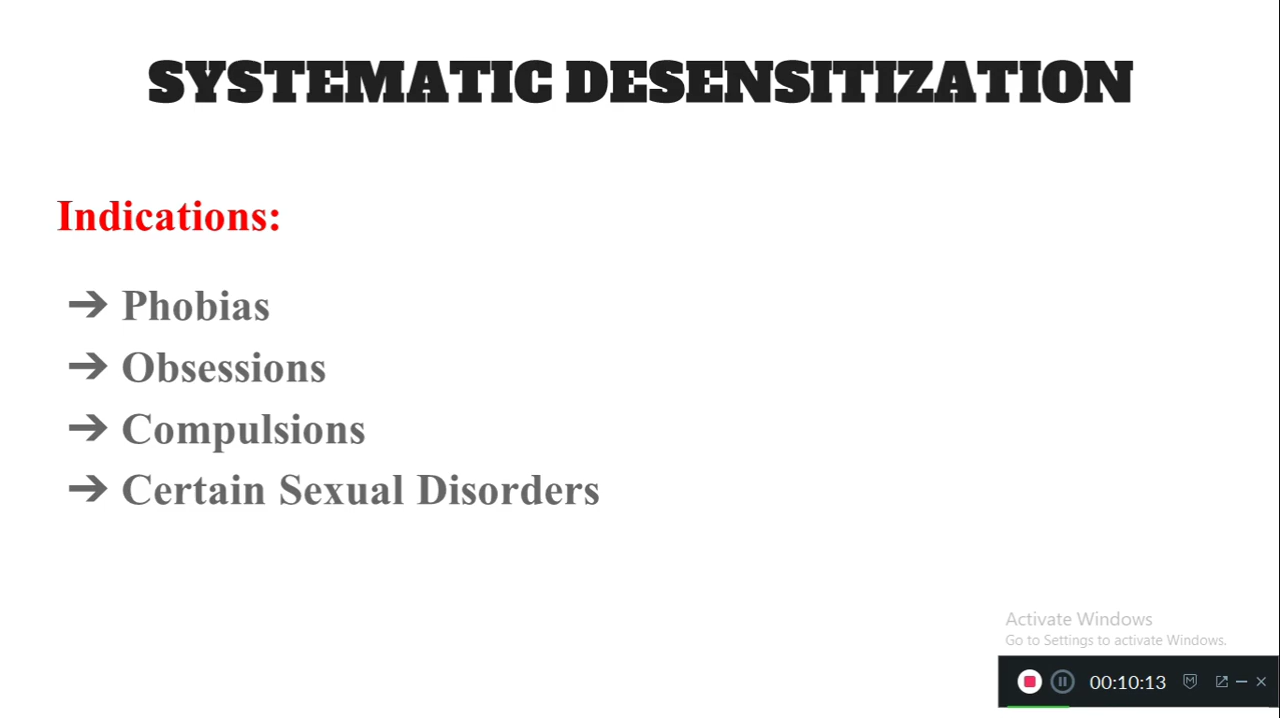 SYSTEMATIC DESENSITIZATION
Indications:
➔ Phobias
➔ Obsessions
➔ Compulsions
➔ Certain Sexual Disorders
Activate Windows
Go to Settings to activate Windows.
00:10:13